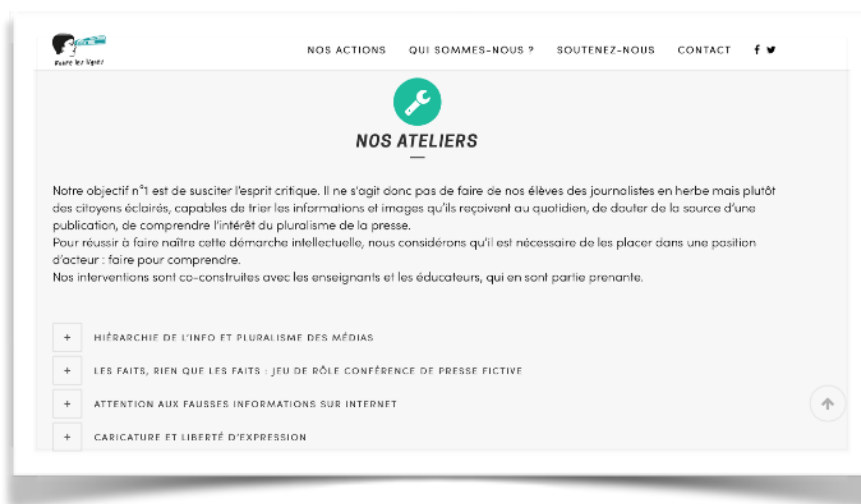 NOS ACTIONS QUI SOMMES-NOUS ? SOUTENEZ-NOUS CONTACT
Faire les lignes
NOS ATELIERS
Notre objectif n°1 est de susciter l'esprit critique. Il ne s'agit donc pas de faire de nos élèves des journalistes en herbe mais plutôt
des citoyens éclairés, capables de trier les informations et images qu'ils reçoivent au quotidien, de douter de la source d'une
publication, de comprendre l'intérêt du pluralisme de la presse.
Pour réussir à faire naître cette démarche intellectuelle, nous considérons qu'il est nécessaire de les placer dans une position
d'acteur : faire pour comprendre.
Nos interventions sont co-construites avec les enseignants et les éducateurs, qui en sont partie prenante.
+ HIÉRARCHIE DE L'INFO ET PLURALISME DES MÉDIAS
+ LES FAITS, RIEN QUE LES FAITS : JEU DE RÔLE CONFÉRENCE DE PRESSE FICTIVE
+ ATTENTION AUX FAUSSES INFORMATIONS SUR INTERNET
+ CARICATURE ET LIBERTÉ D'EXPRESSION